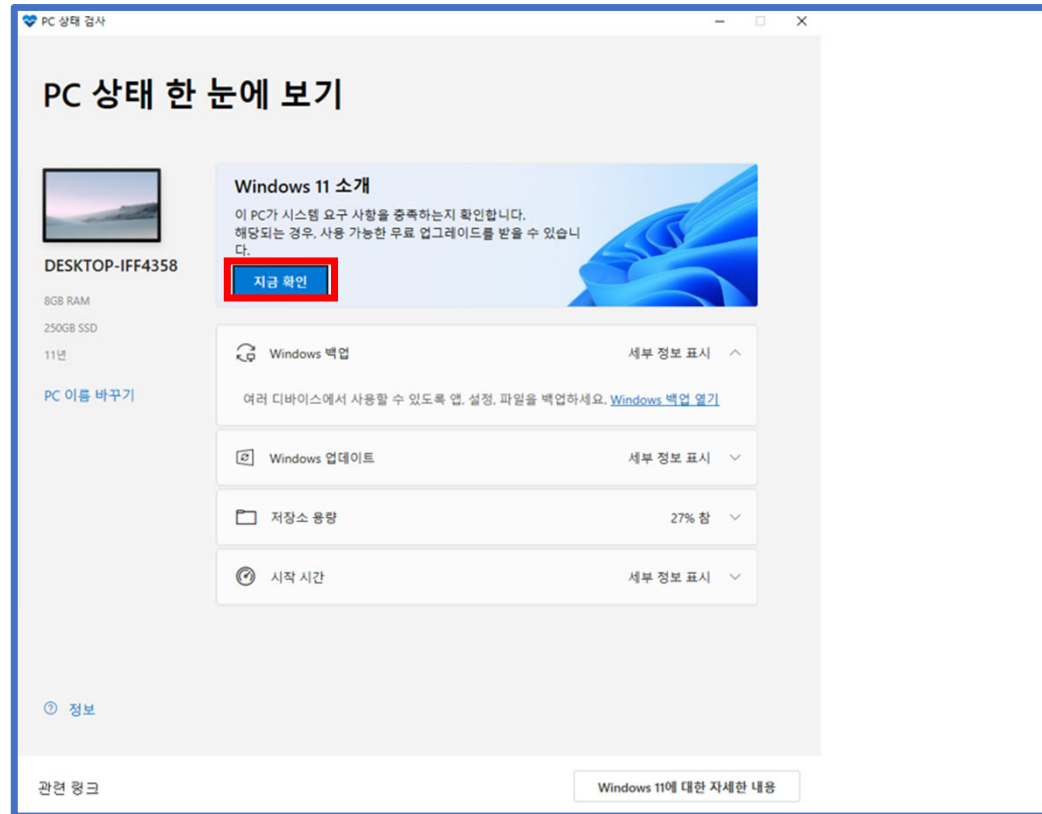 PC 상태 검사
PC 상태 한 눈에 보기
Windows 11 소개
이 PC가 시스템 요구 사항을 충족하는지 확인합니다.
해당되는 경우, 사용 가능한 무료 업그레이드를 받을 수 있습니
다.
지금 확인
DESKTOP-IFF4358
8GB RAM
250GB SSD
11년
PC 이름 바꾸기
Windows 백업
세부 정보 표시
여러 디바이스에서 사용할 수 있도록 앱, 설정, 파일을 백업하세요. Windows 백업 열기
Windows 업데이트
세부 정보 표시
저장소 용량
27% 참
시작 시간
세부 정보 표시
정보
관련 링크
Windows 11에 대한 자세한 내용